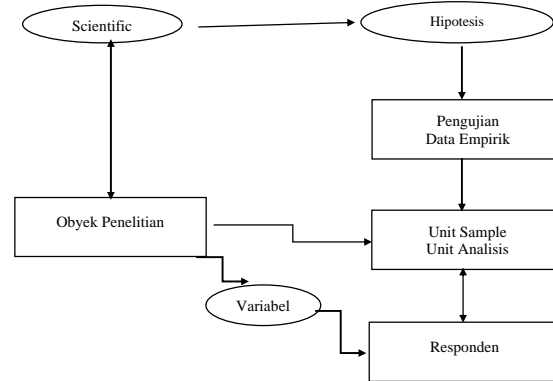 Scientific
Hipotesis
Pengujian
Data Empirik
Obyek Penelitian
Unit Sample
Unit Analisis
Variabel
Responden